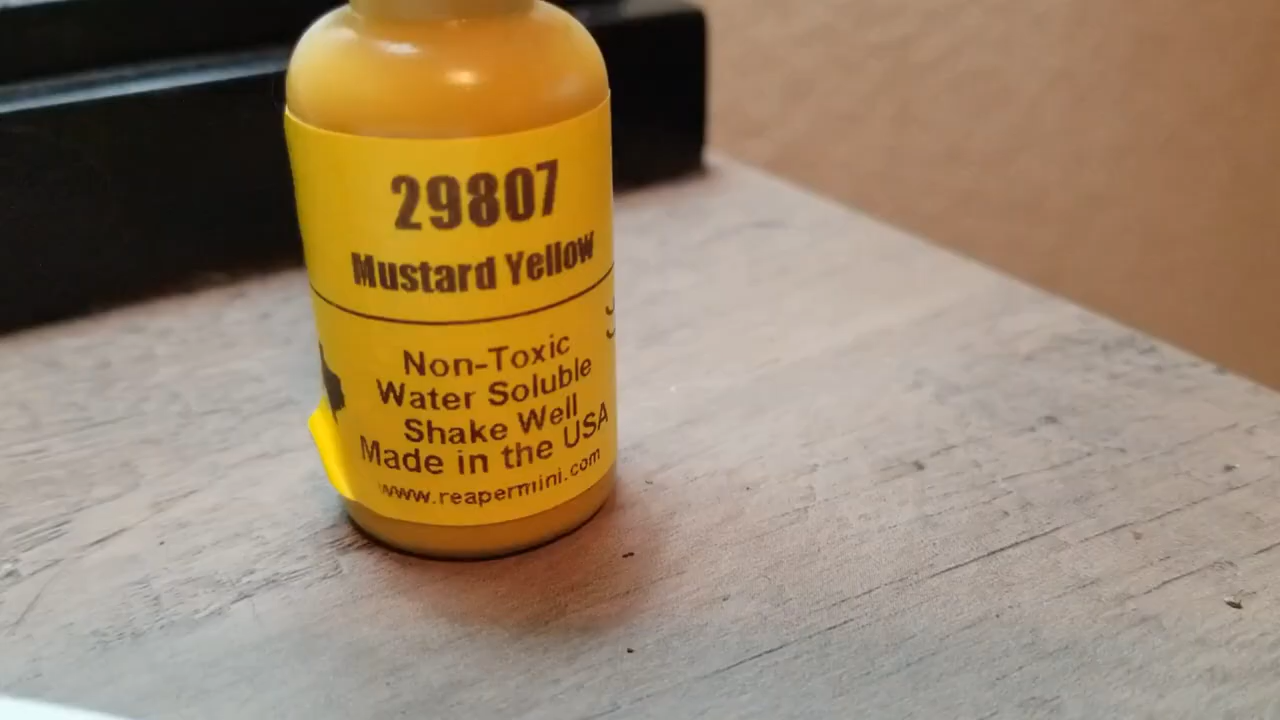 29807
Mustard Yellow
Non-Toxic
Water Soluble
Shake Well
Made in the USA
www.reapermini.com